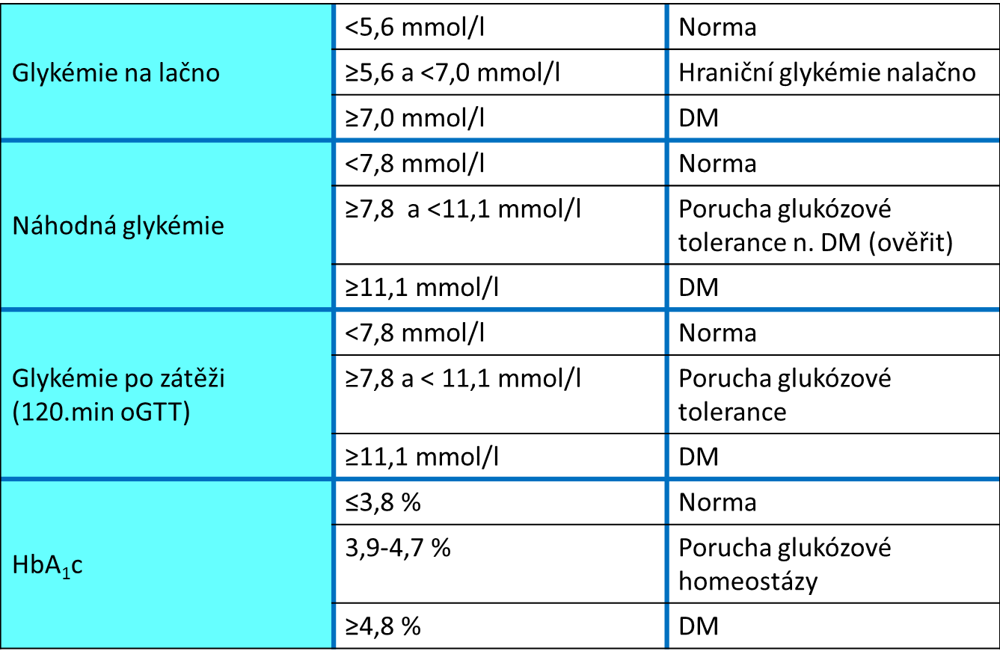 Glykémie na lačno
<5,6 mmol/l
Norma
≥5,6 a <7,0 mmol/l
Hraniční glykémie nalačno
≥7,0 mmol/l
DM
Náhodná glykémie
<7,8 mmol/l
Norma
≥7,8  a <11,1 mmol/l
Porucha glukózové
tolerance n. DM (ověřit)
≥11,1 mmol/l
DM
Glykémie po zátěži
(120.min oGTT)
<7,8 mmol/l
Norma
≥7,8 a < 11,1 mmol/l
Porucha glukózové
tolerance
≥11,1 mmol/l
DM
HbA₁c
≤3,8 %
Norma
3,9-4,7 %
Porucha glukózové
homeostázy
≥4,8 %
DM